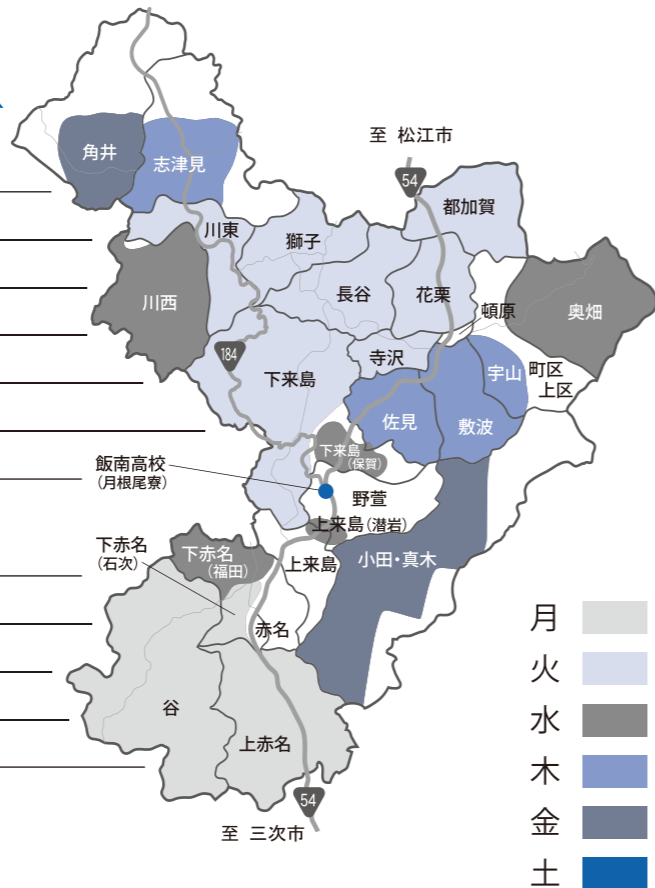 至 松江市
54
角井
志津見
都加賀
川東
獅子
川西
長谷
花栗
頓原
奥畑
184
下来島
寺沢
宇山
町区
上区
佐見
敷波
下来島
(保賀)
飯南高校
(月根尾寮)
野萱
上来島(潜岩)
下赤名
(石次)
下赤名
(福田)
上来島
小田・真木
赤名
谷
上赤名
54
至 三次市
月
火
水
木
金
土